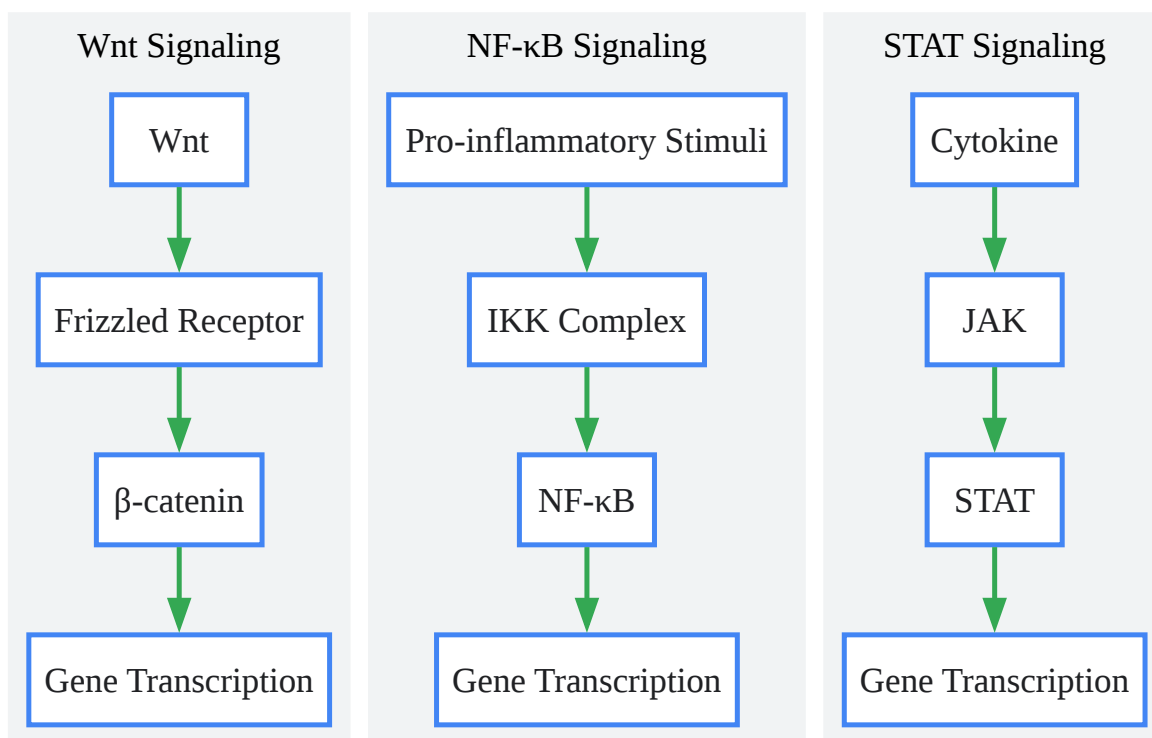 Wnt Signaling
Wnt
Frizzled Receptor
β-catenin
Gene Transcription
NF-κB Signaling
Pro-inflammatory Stimuli
IKK Complex
NF-κB
Gene Transcription
STAT Signaling
Cytokine
JAK
STAT
Gene Transcription